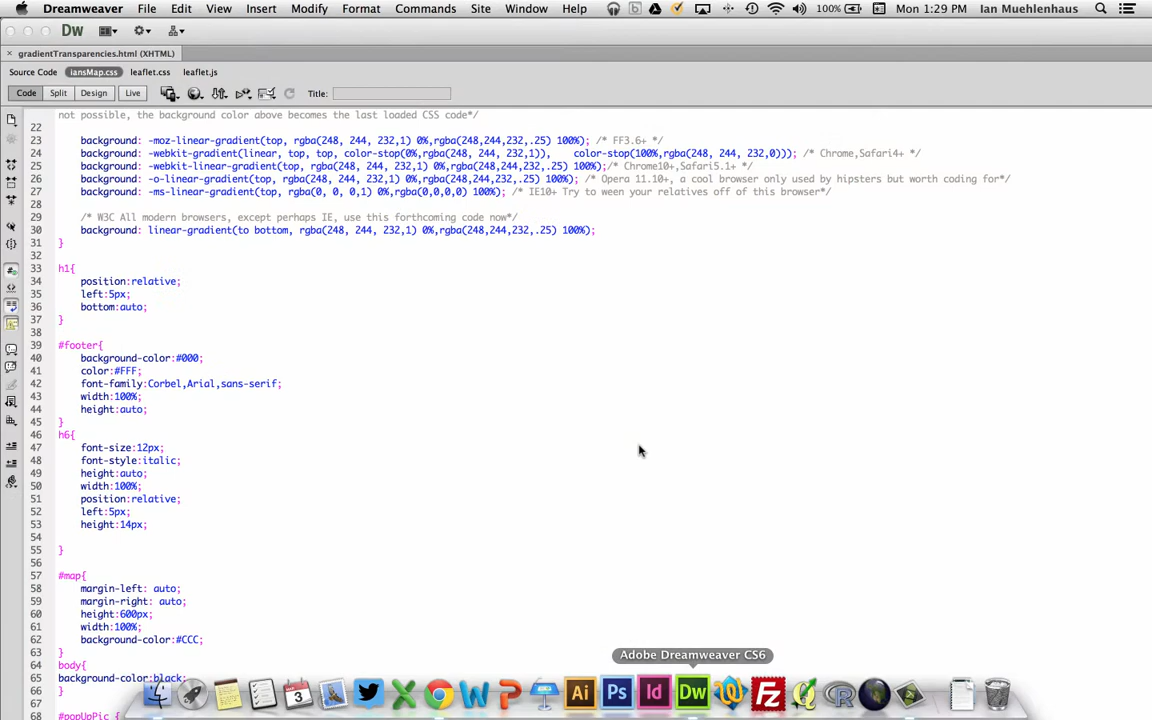 Dreamweaver File Edit View Insert Modify Format Commands Site Window Help 100% Mon 1:29 PM Ian Muehlenhaus
Dw
× gradientTransparencies.html (XHTML)
Source Code iansMap.css leaflet.css leaflet.js
Code Split Design Live Title:
not possible, the background color above becomes the last loaded CSS code*/
22
23 background: -moz-linear-gradient(top, rgba(248, 244, 232,1) 0%,rgba(248,244,232,.25) 100%); /* FF3.6+ */
24 background: -webkit-gradient(linear, top, top, color-stop(0%,rgba(248, 244, 232,1)), color-stop(100%,rgba(248, 244, 232,0))); /* Chrome,Safari4+ */
25 background: -webkit-linear-gradient(top, rgba(248, 244, 232,1) 0%,rgba(248,244,232,.25) 100%);/* Chrome10+,Safari5.1+ */
26 background: -o-linear-gradient(top, rgba(248, 244, 232,1) 0%,rgba(248,244,232,.25) 100%); /* Opera 11.10+, a cool browser only used by hipsters but worth coding for*/
27 background: -ms-linear-gradient(top, rgba(0, 0, 0,1) 0%,rgba(0,0,0,0) 100%); /* IE10+ Try to ween your relatives off of this browser*/
28
29 /* W3C All modern browsers, except perhaps IE, use this forthcoming code now*/
30 background: linear-gradient(to bottom, rgba(248, 244, 232,1) 0%,rgba(248,244,232,.25) 100%);
31 }
32
33 h1{
34 position:relative;
35 left:5px;
36 bottom:auto;
37 }
38
39 #footer{
40 background-color:#000;
41 color:#FFF;
42 font-family:Corbel,Arial,sans-serif;
43 width:100%;
44 height:auto;
45 }
46 h6{
47 font-size:12px;
48 font-style:italic;
49 height:auto;
50 width:100%;
51 position:relative;
52 left:5px;
53 height:14px;
54
55 }
56
57 #map{
58 margin-left: auto;
59 margin-right: auto;
60 height:600px;
61 width:100%;
62 background-color:#CCC;
63 }
64 body{
65 background-color:black;
66 }
67
68 #popUpPic {
Adobe Dreamweaver CS6
3
Ai Ps Id Dw Fz R